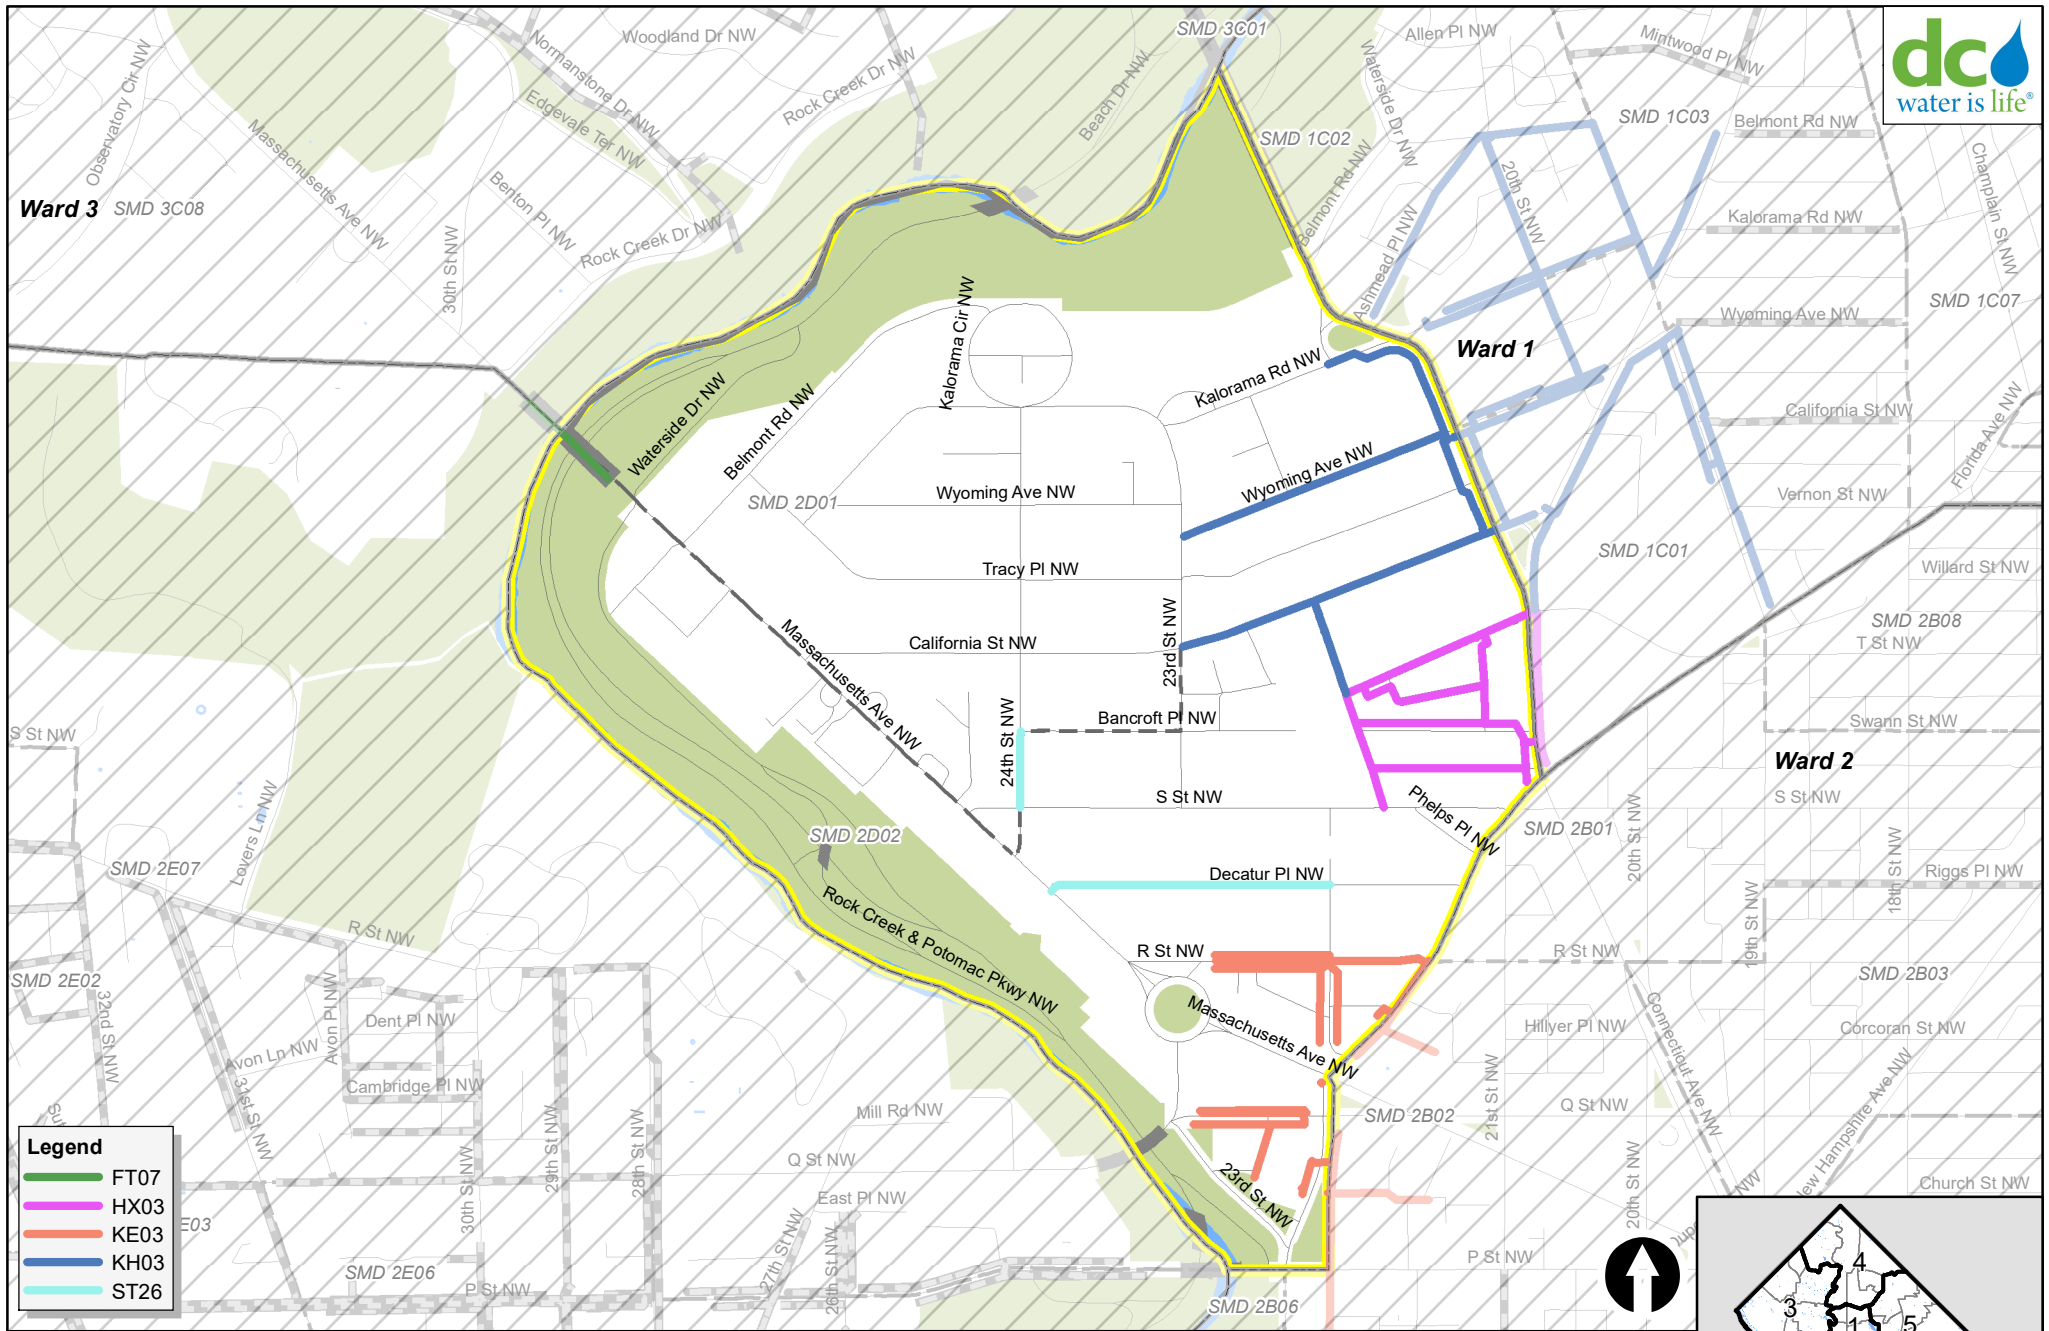 SMD 3C01
Woodland Dr NW
Allen Pl NW
Mintwood Pl NW
Normanstone Dr NW
Observatory Cir NW
Rock Creek Dr NW
Beach Dr NW
Waterside Dr NW
dc
water is life®
Edgevale Ter NW
Massachusetts Ave NW
SMD 1C03
Belmont Rd NW
SMD 1C02
Benton Pl NW
20th St NW
Champlain St NW
Ward 3
SMD 3C08
Belmont Rd NW
Kalorama Rd NW
Rock Creek Dr NW
30th St NW
Ashmead Pl NW
SMD 1C07
Wyoming Ave NW
Kalorama Cir NW
Ward 1
Kalorama Rd NW
Waterside Dr NW
Belmont Rd NW
California St NW
Florida Ave NW
Wyoming Ave NW
SMD 2D01
Wyoming Ave NW
Vernon St NW
SMD 1C01
Tracy Pl NW
Willard St NW
23rd St NW
SMD 2B08
Massachusetts Ave NW
California St NW
T St NW
24th St NW
Bancroft Pl NW
Swann St NW
S St NW
Ward 2
S St NW
Phelps Pl NW
S St NW
Lovers Ln NW
SMD 2D02
SMD 2B01
20th St NW
SMD 2E07
Decatur Pl NW
Riggs Pl NW
18th St NW
Rock Creek & Potomac Pkwy NW
R St NW
19th St NW
R St NW
R St NW
SMD 2E02
SMD 2B03
32nd St NW
Avon Pl NW
Dent Pl NW
Massachusetts Ave NW
Hillyer Pl NW
Connecticut Ave NW
Corcoran St NW
Avon Ln NW
31st St NW
Cambridge Pl NW
Mill Rd NW
SMD 2B02
21st St NW
Q St NW
New Hampshire Ave NW
29th St NW
28th St NW
Q St NW
23rd St NW
20th St NW
NW
Church St NW
Legend
FT07
HX03
KE03
KH03
ST26
E03
30th St NW
East Pl NW
27th St NW
26th St NW
SMD 2E06
P St NW
P St NW
SMD 2B06
4
3
1
5